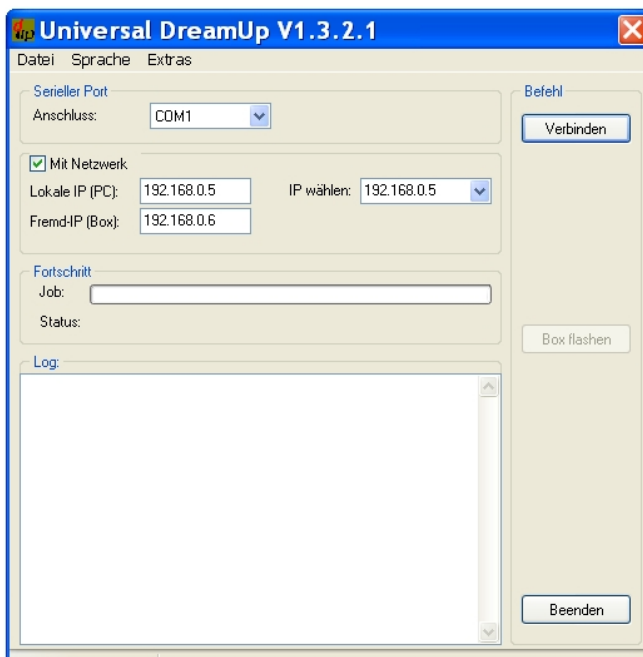 Universal DreamUp V1.3.2.1
Datei Sprache Extras
Serieller Port
Anschluss: COM1
Befehl
Verbinden
Mit Netzwerk
Lokale IP (PC): 192.168.0.5 IP wählen: 192.168.0.5
Fremd-IP (Box): 192.168.0.6
Fortschritt
Job:
Status:
Box flashen
Log:
Beenden